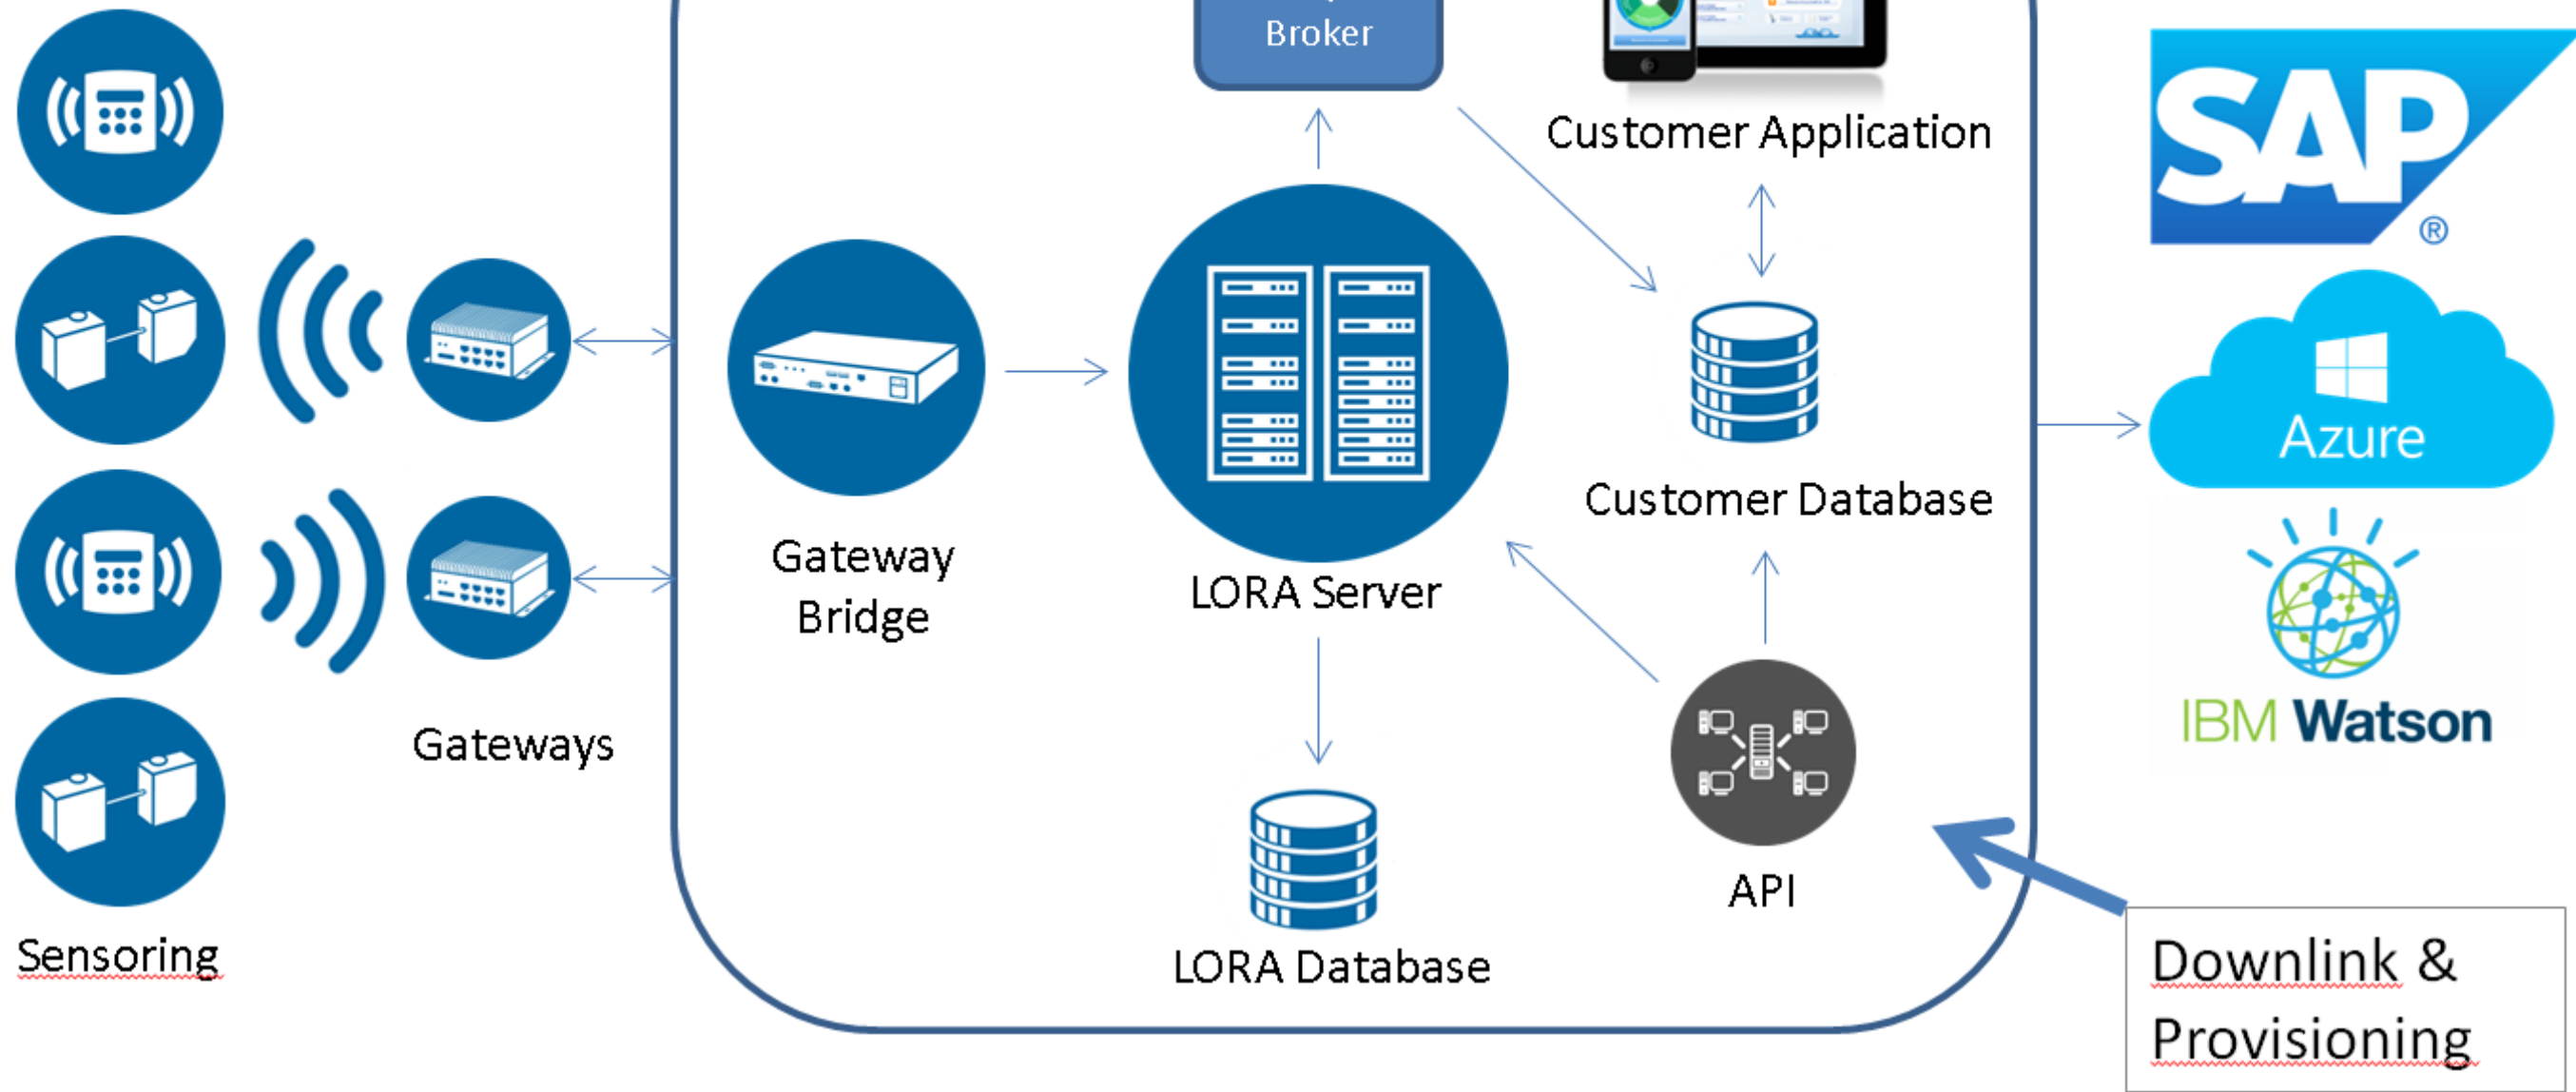 Broker
Customer Application
SAP
®
Azure
Customer Database
Gateway
Bridge
LORA Server
IBM Watson
Gateways
API
Sensoring
LORA Database
Downlink &
Provisioning